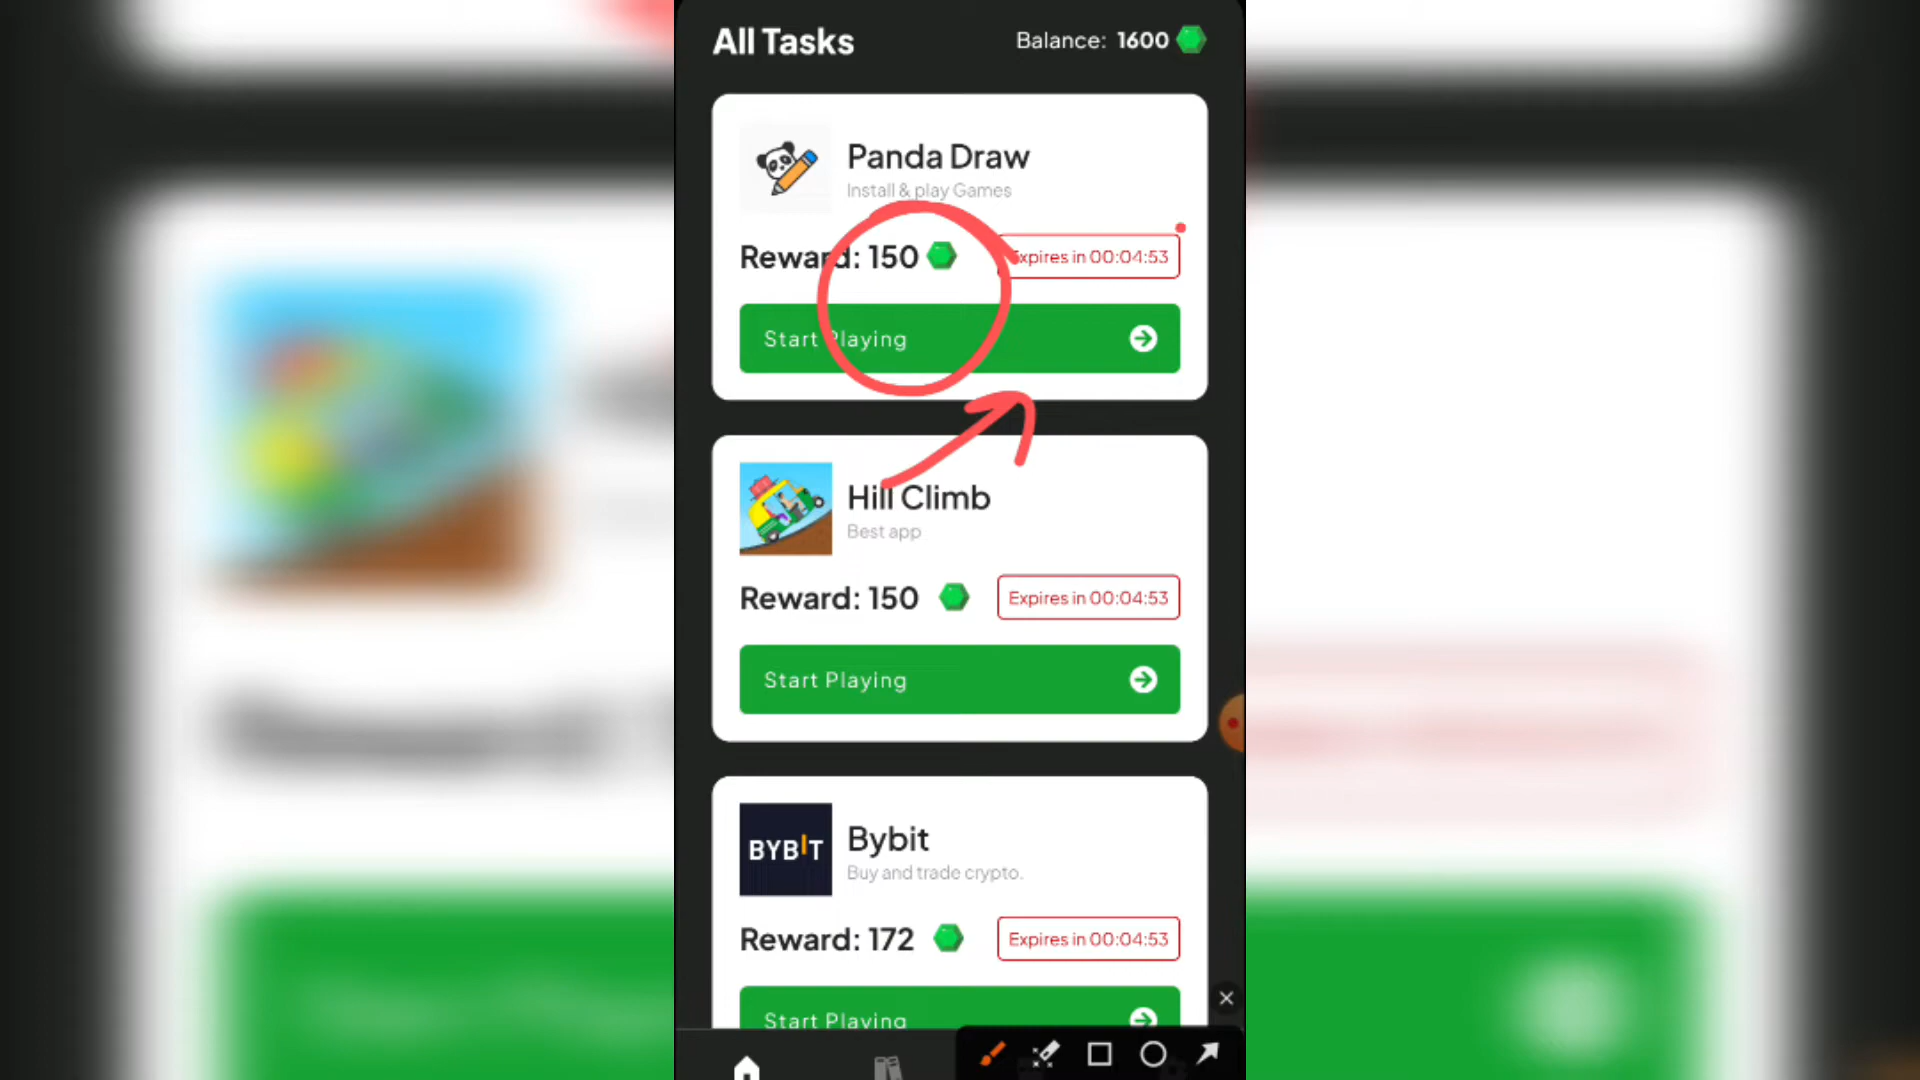 All Tasks
Balance: 1600
Panda Draw
Install & play Games
Reward: 150
Expires in 00:04:53
Start Playing
Hill Climb
Best app
Reward: 150
Expires in 00:04:53
Start Playing
BYBIT
Bybit
Buy and trade crypto.
Reward: 172
Expires in 00:04:53
Start Playing